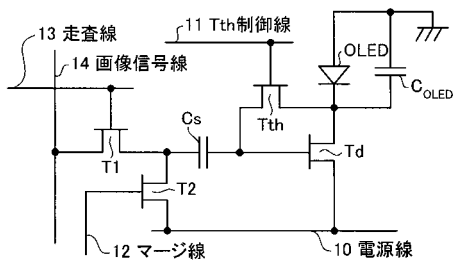 11 Tth制御線
13 走査線
14 画像信号線
OLED
COLED
Cs
Tth
T1
T2
Td
12 マージ線
10 電源線